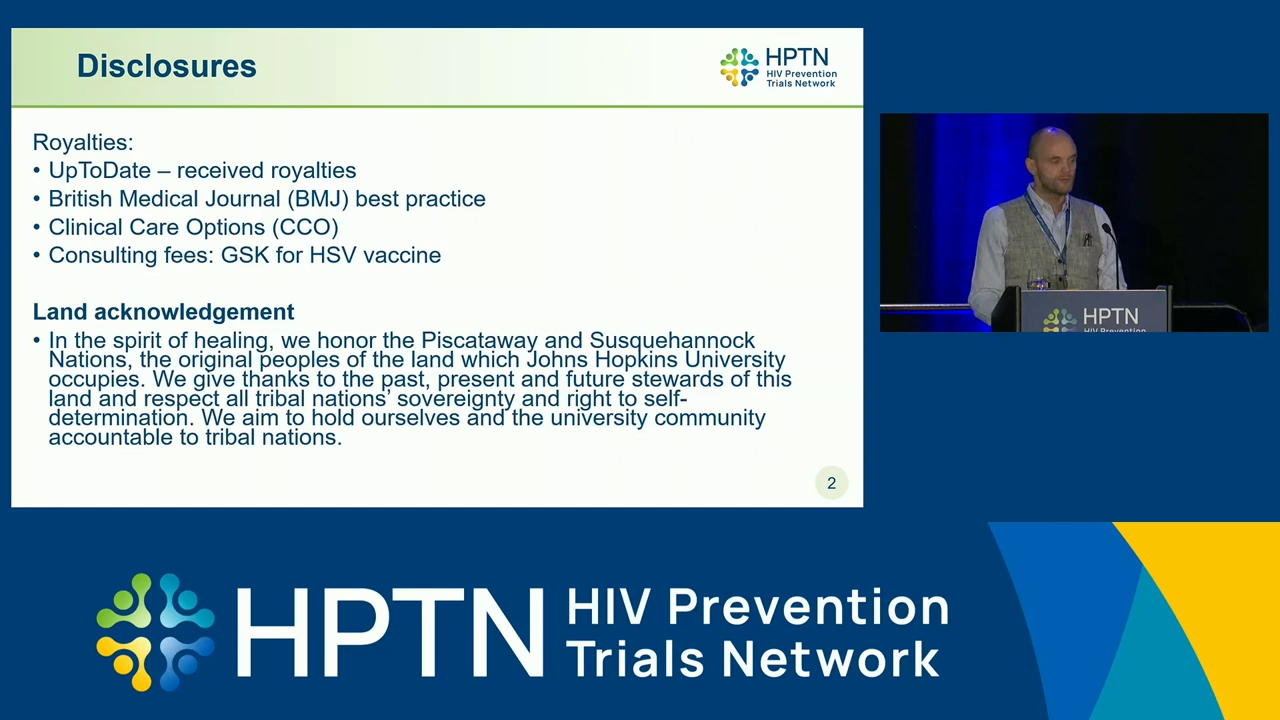 Disclosures
HPTN
HIV Prevention
Trials Network
Royalties:
• UpToDate – received royalties
• British Medical Journal (BMJ) best practice
• Clinical Care Options (CCO)
• Consulting fees: GSK for HSV vaccine
Land acknowledgement
• In the spirit of healing, we honor the Piscataway and Susquehannock
Nations, the original peoples of the land which Johns Hopkins University
occupies. We give thanks to the past, present and future stewards of this
land and respect all tribal nations’ sovereignty and right to self-
determination. We aim to hold ourselves and the university community
accountable to tribal nations.
2
HPTN
HIV Prevention
HPTN
HIV Prevention
Trials Network